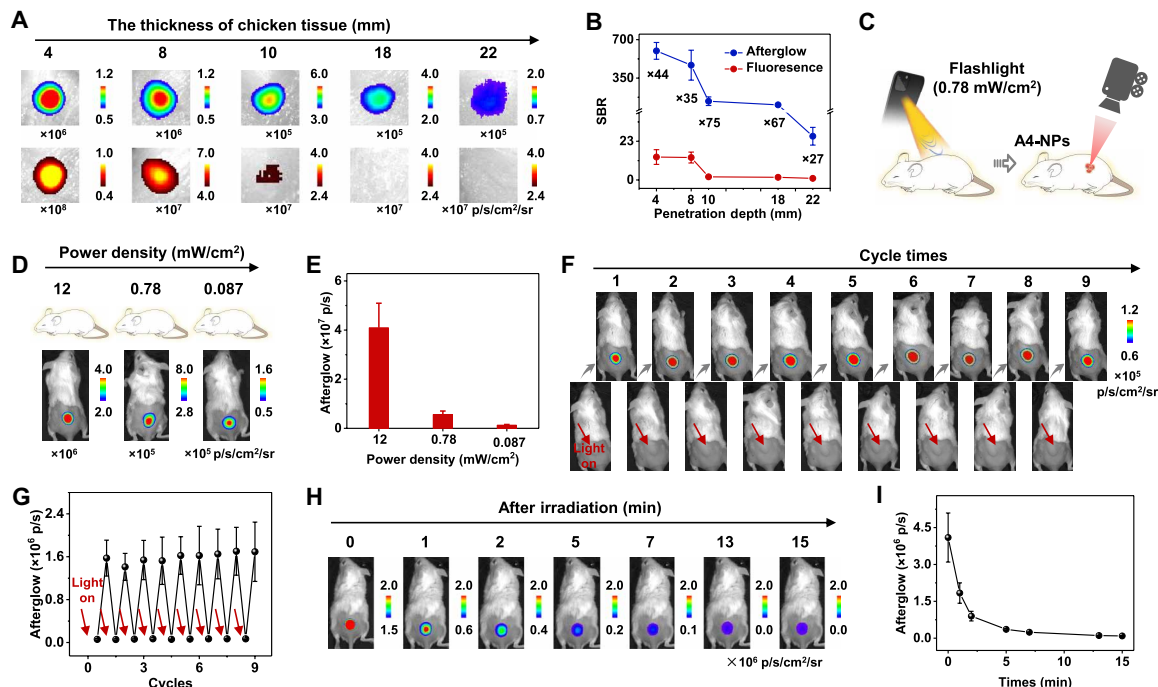 A
The thickness of chicken tissue (mm)
4 8 10 18 22
1.2 1.2 6.0 4.0 2.0
0.5 0.5 3.0 2.0 0.7
×10⁶ ×10⁶ ×10⁵ ×10⁵ ×10⁵
1.0 7.0 4.0 4.0 4.0
0.4 2.4 2.4 2.4 2.4
×10⁸ ×10⁷ ×10⁷ ×10⁷ ×10⁷ p/s/cm²/sr
B
SBR
700
350
23
0
Afterglow
Fluoresence
×44
×35
×75
×67
×27
4 8 10 18 22
Penetration depth (mm)
C
Flashlight
(0.78 mW/cm²)
A4-NPs
D
Power density (mW/cm²)
12 0.78 0.087
4.0 8.0 1.6
2.0 2.8 0.5
×10⁶ ×10⁵ ×10⁵ p/s/cm²/sr
E
Afterglow (×10⁷ p/s)
6
4
2
0
12 0.78 0.087
Power density (mW/cm²)
F
Cycle times
1 2 3 4 5 6 7 8 9
1.2
0.6
×10⁵
p/s/cm²/sr
Light
on
G
Afterglow (×10⁶ p/s)
2.4
1.6
0.8
0.0
Light
on
0 3 6 9
Cycles
H
After irradiation (min)
0 1 2 5 7 13 15
2.0 2.0 2.0 2.0 2.0 2.0 2.0
1.5 0.6 0.4 0.2 0.1 0.0 0.0
×10⁶ p/s/cm²/sr
I
Afterglow (×10⁶ p/s)
4.5
3.0
1.5
0.0
0 5 10 15
Times (min)